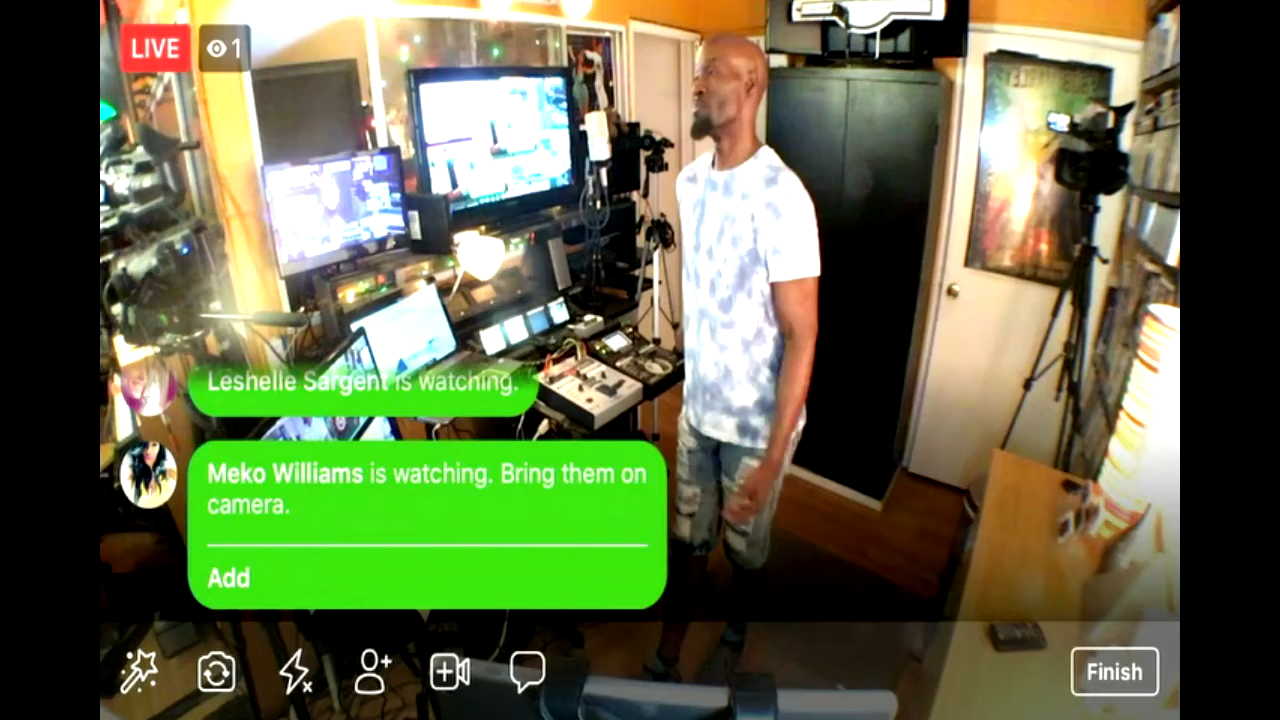 LIVE 1
Leshelle Sargent is watching.
Meko Williams is watching. Bring them on
camera.
Add
Finish